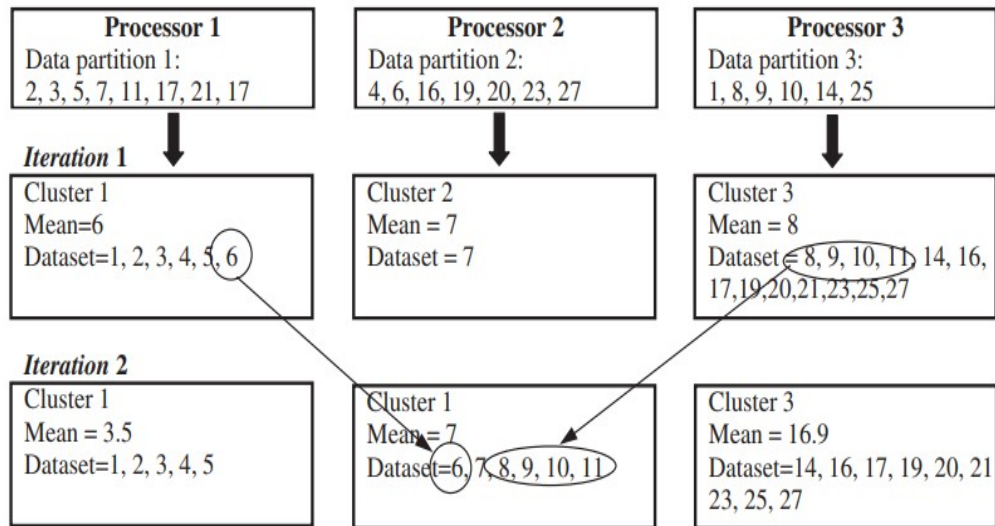 Processor 1
Data partition 1:
2, 3, 5, 7, 11, 17, 21, 17
Processor 2
Data partition 2:
4, 6, 16, 19, 20, 23, 27
Processor 3
Data partition 3:
1, 8, 9, 10, 14, 25
Iteration 1
Cluster 1
Mean=6
Dataset=1, 2, 3, 4, 5, 6
Cluster 2
Mean = 7
Dataset = 7
Cluster 3
Mean = 8
Dataset = 8, 9, 10, 11, 14, 16,
17,19,20,21,23,25,27
Iteration 2
Cluster 1
Mean = 3.5
Dataset=1, 2, 3, 4, 5
Cluster 1
Mean = 7
Dataset=6, 7, 8, 9, 10, 11
Cluster 3
Mean = 16.9
Dataset=14, 16, 17, 19, 20, 21
23, 25, 27